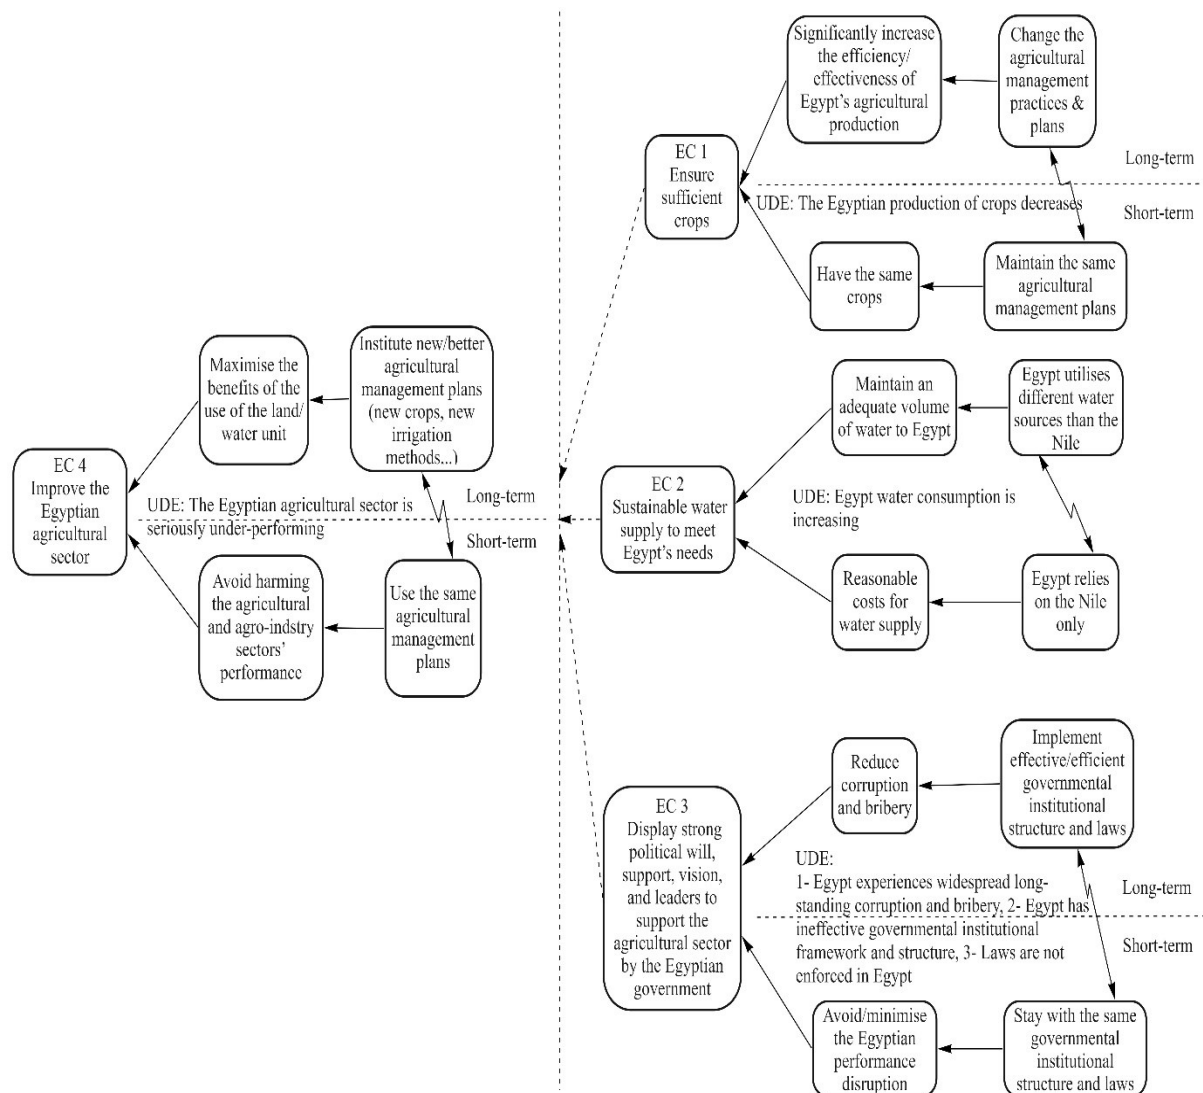 Significantly increase
the efficiency/
effectiveness of
Egypt's agricultural
production
Change the
agricultural
management
practices &
plans
EC 1
Ensure
sufficient
crops
Long-term
UDE: The Egyptian production of crops decreases
Short-term
Have the same
crops
Maintain the same
agricultural
management plans
Maximise the
benefits of the
use of the land/
water unit
Institute new/better
agricultural
management plans
(new crops, new
irrigation
methods...)
EC 4
Improve the
Egyptian
agricultural
sector
Long-term
UDE: The Egyptian agricultural sector is
seriously under-performing
Short-term
Avoid harming
the agricultural
and agro-indstry
sectors'
performance
Use the same
agricultural
management
plans
Maintain an
adequate volume
of water to Egypt
Egypt utilises
different water
sources than the
Nile
EC 2
Sustainable water
supply to meet
Egypt's needs
UDE: Egypt water consumption is
increasing
Reasonable
costs for
water supply
Egypt relies
on the Nile
only
Reduce
corruption
and bribery
Implement
effective/efficient
governmental
institutional
structure and laws
EC 3
Display strong
political will,
support, vision,
and leaders to
support the
agricultural sector
by the Egyptian
government
UDE:
1- Egypt experiences widespread long-
standing corruption and bribery, 2- Egypt has
ineffective governmental institutional
framework and structure, 3- Laws are not
enforced in Egypt
Long-term
Short-term
Avoid/minimise
the Egyptian
performance
disruption
Stay with the same
governmental
institutional
structure and laws